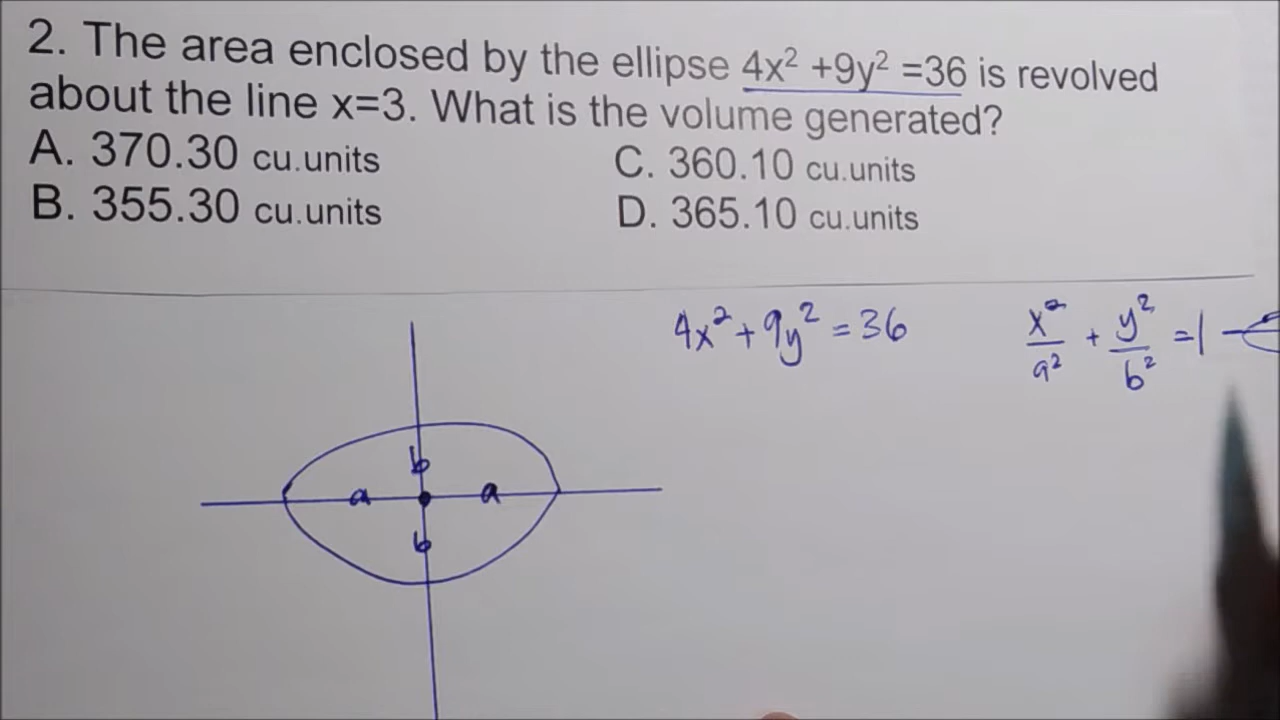 2. The area enclosed by the ellipse 4x² +9y² =36 is revolved
about the line x=3. What is the volume generated?
A. 370.30 cu.units
C. 360.10 cu.units
B. 355.30 cu.units
D. 365.10 cu.units
4x² + 9y² = 36
x²/a² + y²/b² = 1
b
a
a
b